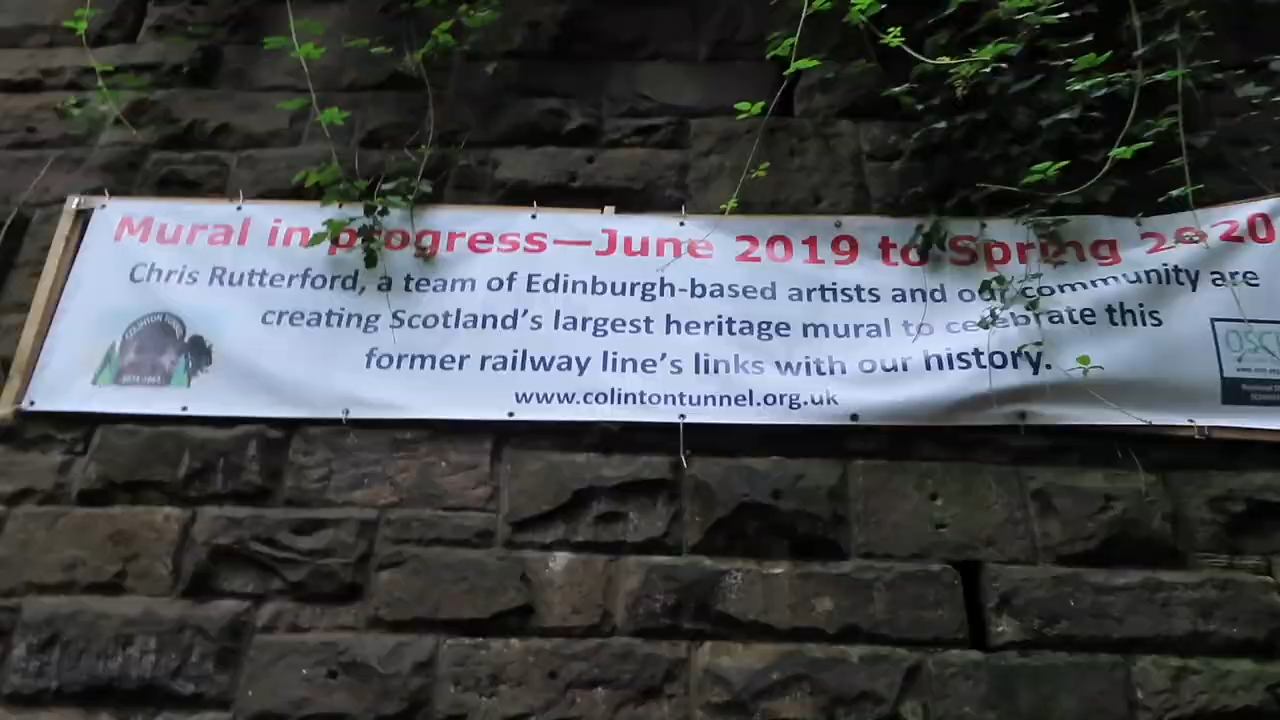 Mural in progress—June 2019 to Spring 2020
Chris Rutterford, a team of Edinburgh-based artists and our community are
creating Scotland's largest heritage mural to celebrate this
former railway line's links with our history.
www.colintontunnel.org.uk
COLINTON TUNNEL